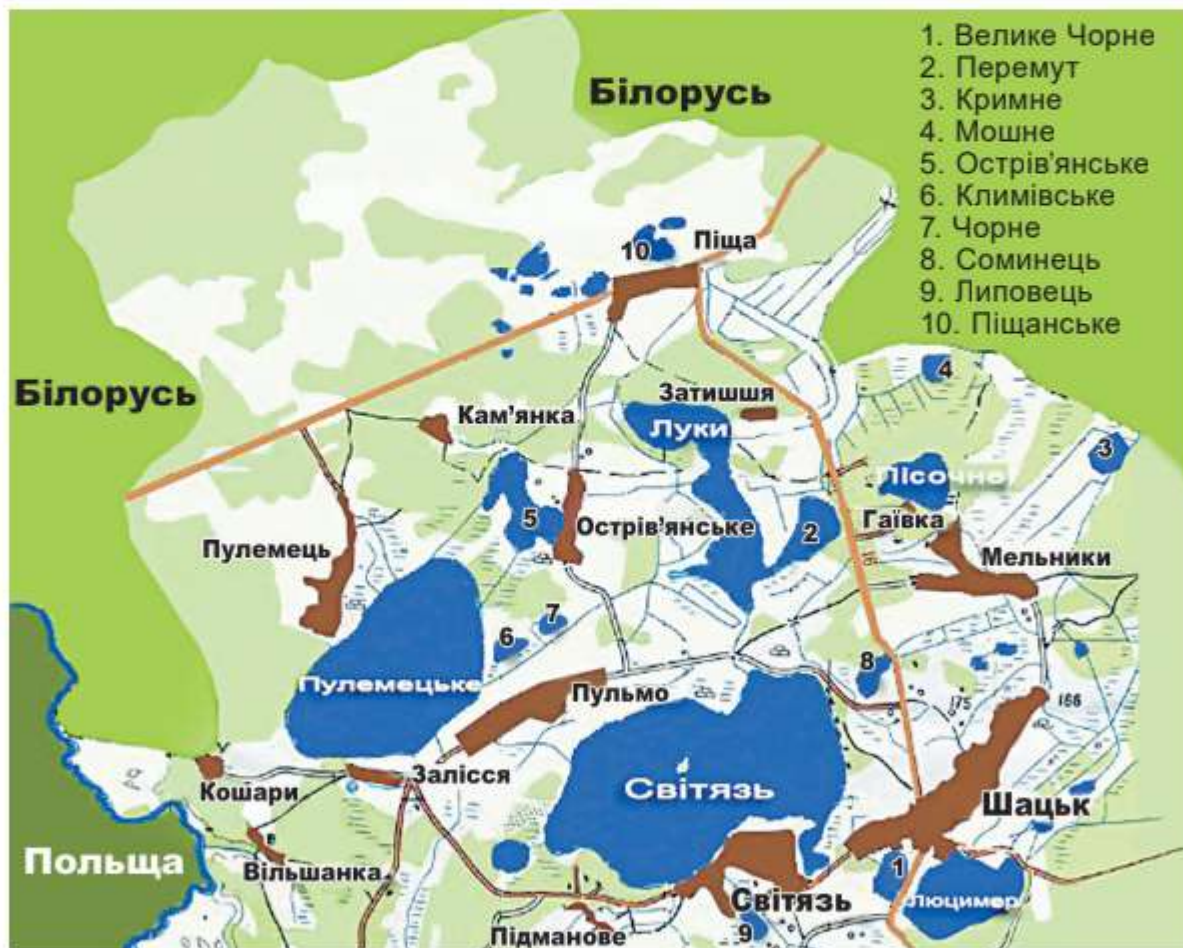 1. Велике Чорне
2. Перемут
3. Кримне
4. Мошне
5. Острів'янське
6. Климівське
7. Чорне
8. Соминець
9. Липовець
10. Піщанське
Білорусь
10
Піща
Білорусь
4
Затишшя
Кам'янка
Луки
3
Лісочне
5
Острів'янське
2
Гаївка
Пулемець
Мельники
7
6
8
Пулемецьке
Пульмо
175
166
Залісся
Кошари
Світязь
Шацьк
Польща
Вільшанка
1
Світязь
Люцимер
Підманове
9